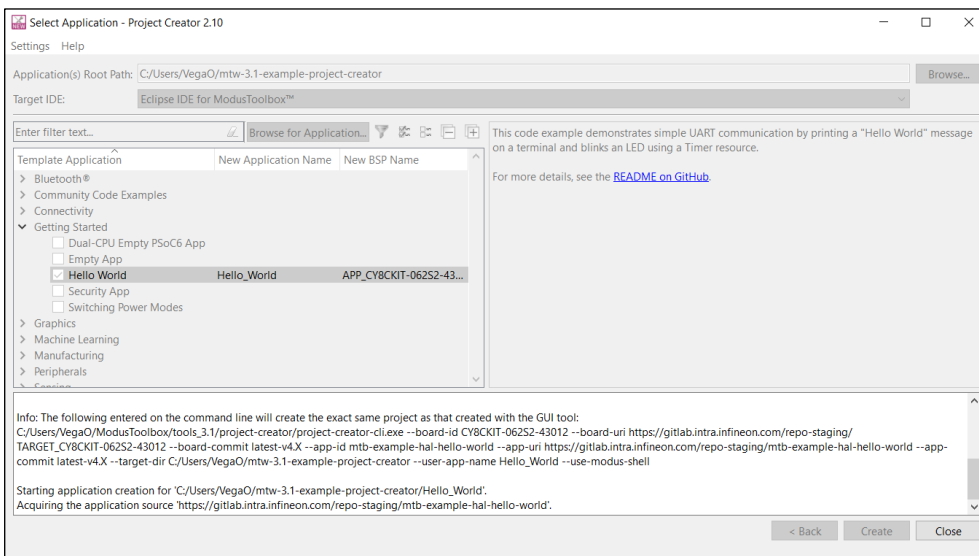 Select Application - Project Creator 2.10
Settings Help
Application(s) Root Path: C:/Users/VegaO/mtw-3.1-example-project-creator Browse...
Target IDE: Eclipse IDE for ModusToolbox™
Enter filter text... Browse for Application...
Template Application New Application Name New BSP Name
Bluetooth®
Community Code Examples
Connectivity
Getting Started
Dual-CPU Empty PSoC6 App
Empty App
Hello World Hello_World APP_CY8CKIT-062S2-43...
Security App
Switching Power Modes
Graphics
Machine Learning
Manufacturing
Peripherals
Sensing
This code example demonstrates simple UART communication by printing a "Hello World" message
on a terminal and blinks an LED using a Timer resource.
For more details, see the README on GitHub.
Info: The following entered on the command line will create the exact same project as that created with the GUI tool:
C:/Users/VegaO/ModusToolbox/tools_3.1/project-creator/project-creator-cli.exe --board-id CY8CKIT-062S2-43012 --board-uri https://gitlab.intra.infineon.com/repo-staging/
TARGET_CY8CKIT-062S2-43012 --board-commit latest-v4.X --app-id mtb-example-hal-hello-world --app-uri https://gitlab.intra.infineon.com/repo-staging/mtb-example-hal-hello-world --app-
commit latest-v4.X --target-dir C:/Users/VegaO/mtw-3.1-example-project-creator --user-app-name Hello_World --use-modus-shell
Starting application creation for 'C:/Users/VegaO/mtw-3.1-example-project-creator/Hello_World'.
Acquiring the application source 'https://gitlab.intra.infineon.com/repo-staging/mtb-example-hal-hello-world'.
< Back Create Close